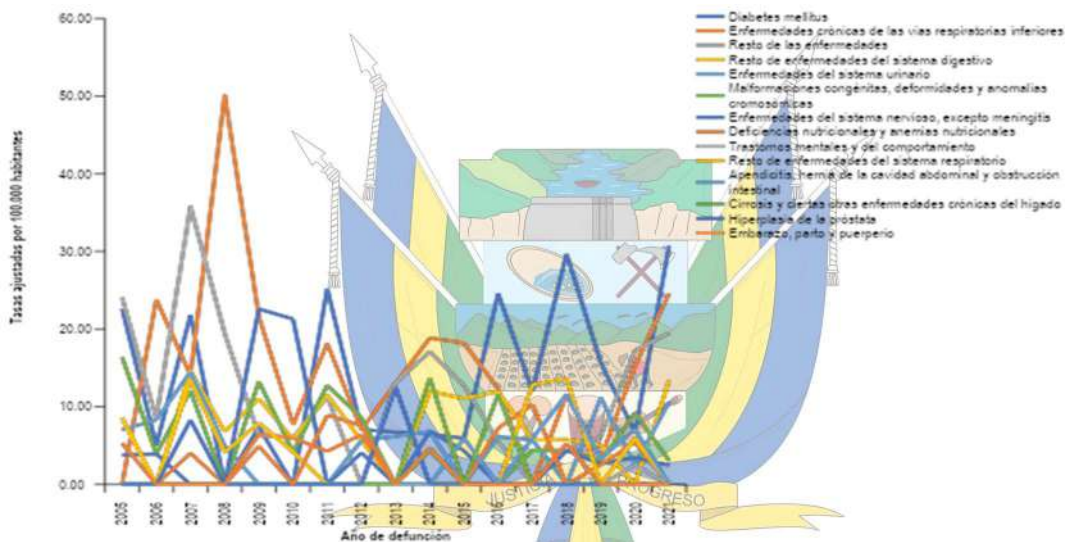 60.00
50.00
40.00
30.00
20.00
10.00
0.00
Tasas ajustadas por 100.000 habitantes
2005
2006
2007
2008
2009
2010
2011
2012
2013
2014
2015
2016
2017
2018
2019
2020
2021
Año de defunción
Diabetes mellitus
Enfermedades crónicas de las vías respiratorias inferiores
Resto de las enfermedades
Resto de enfermedades del sistema digestivo
Enfermedades del sistema urinario
Malformaciones congénitas, deformidades y anomalías
cromosómicas
Enfermedades del sistema nervioso, excepto meningitis
Deficiencias nutricionales y anemias nutricionales
Trastornos mentales y del comportamiento
Resto de enfermedades del sistema respiratorio
Apendicitis, hernia de la cavidad abdominal y obstrucción
intestinal
Cirrosis y ciertas otras enfermedades crónicas del hígado
Hiperplasia de la próstata
Embarazo, parto y puerperio
JUSTICIA
PROGRESO